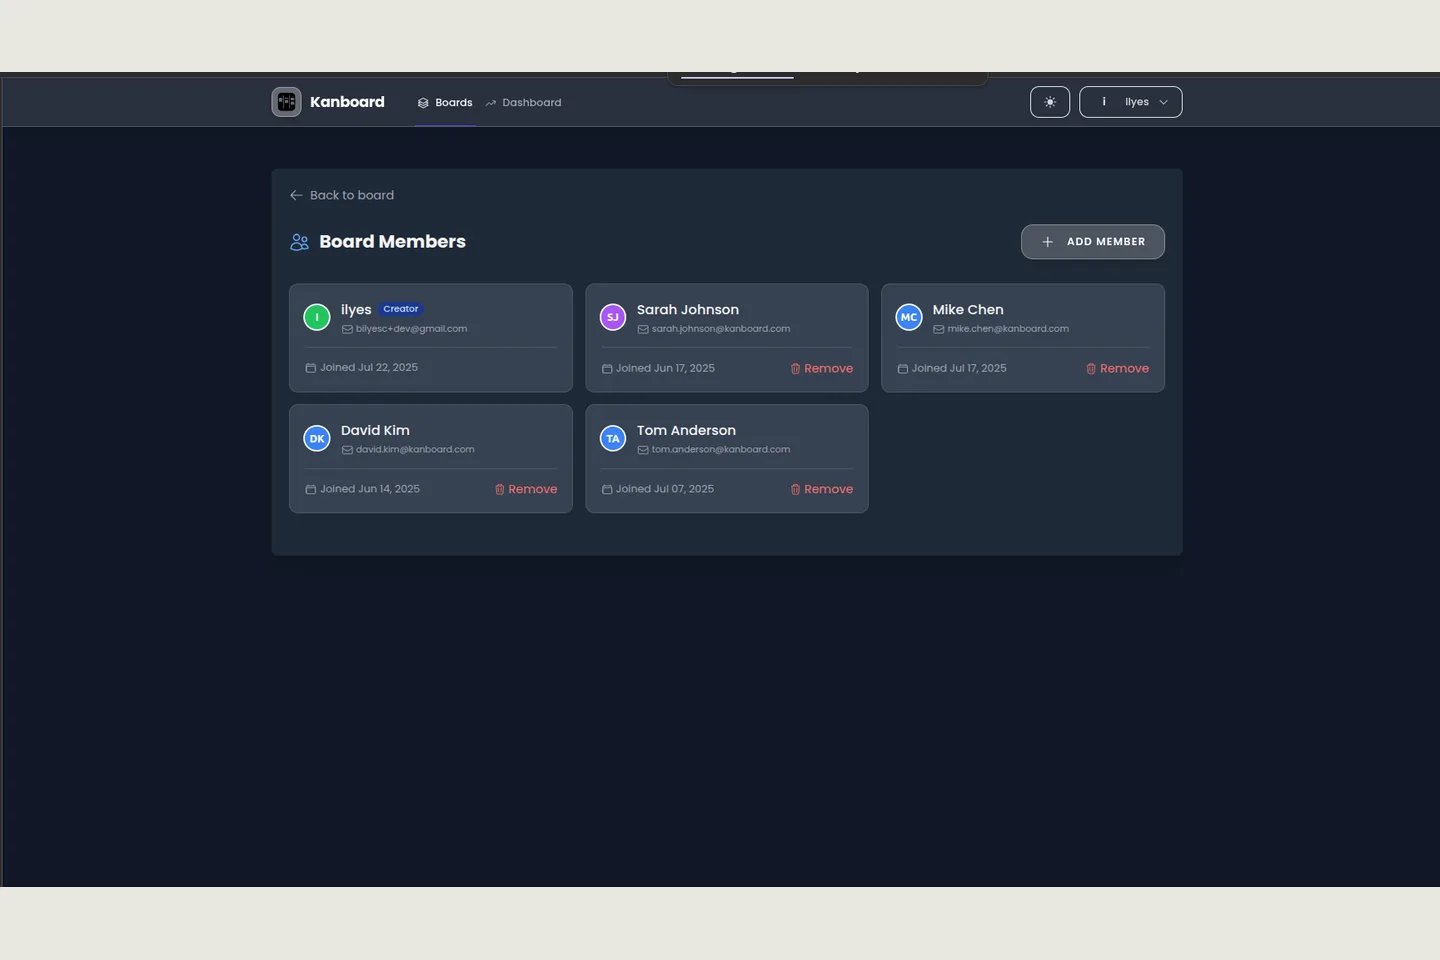 Kanboard
Boards
Dashboard
i
Ilyes
Back to board
Board Members
ADD MEMBER
I
ilyes
Creator
bilyesc+dev@gmail.com
Joined Jul 22, 2025
SJ
Sarah Johnson
sarah.johnson@kanboard.com
Joined Jun 17, 2025
Remove
MC
Mike Chen
mike.chen@kanboard.com
Joined Jul 17, 2025
Remove
DK
David Kim
david.kim@kanboard.com
Joined Jun 14, 2025
Remove
TA
Tom Anderson
tom.anderson@kanboard.com
Joined Jul 07, 2025
Remove